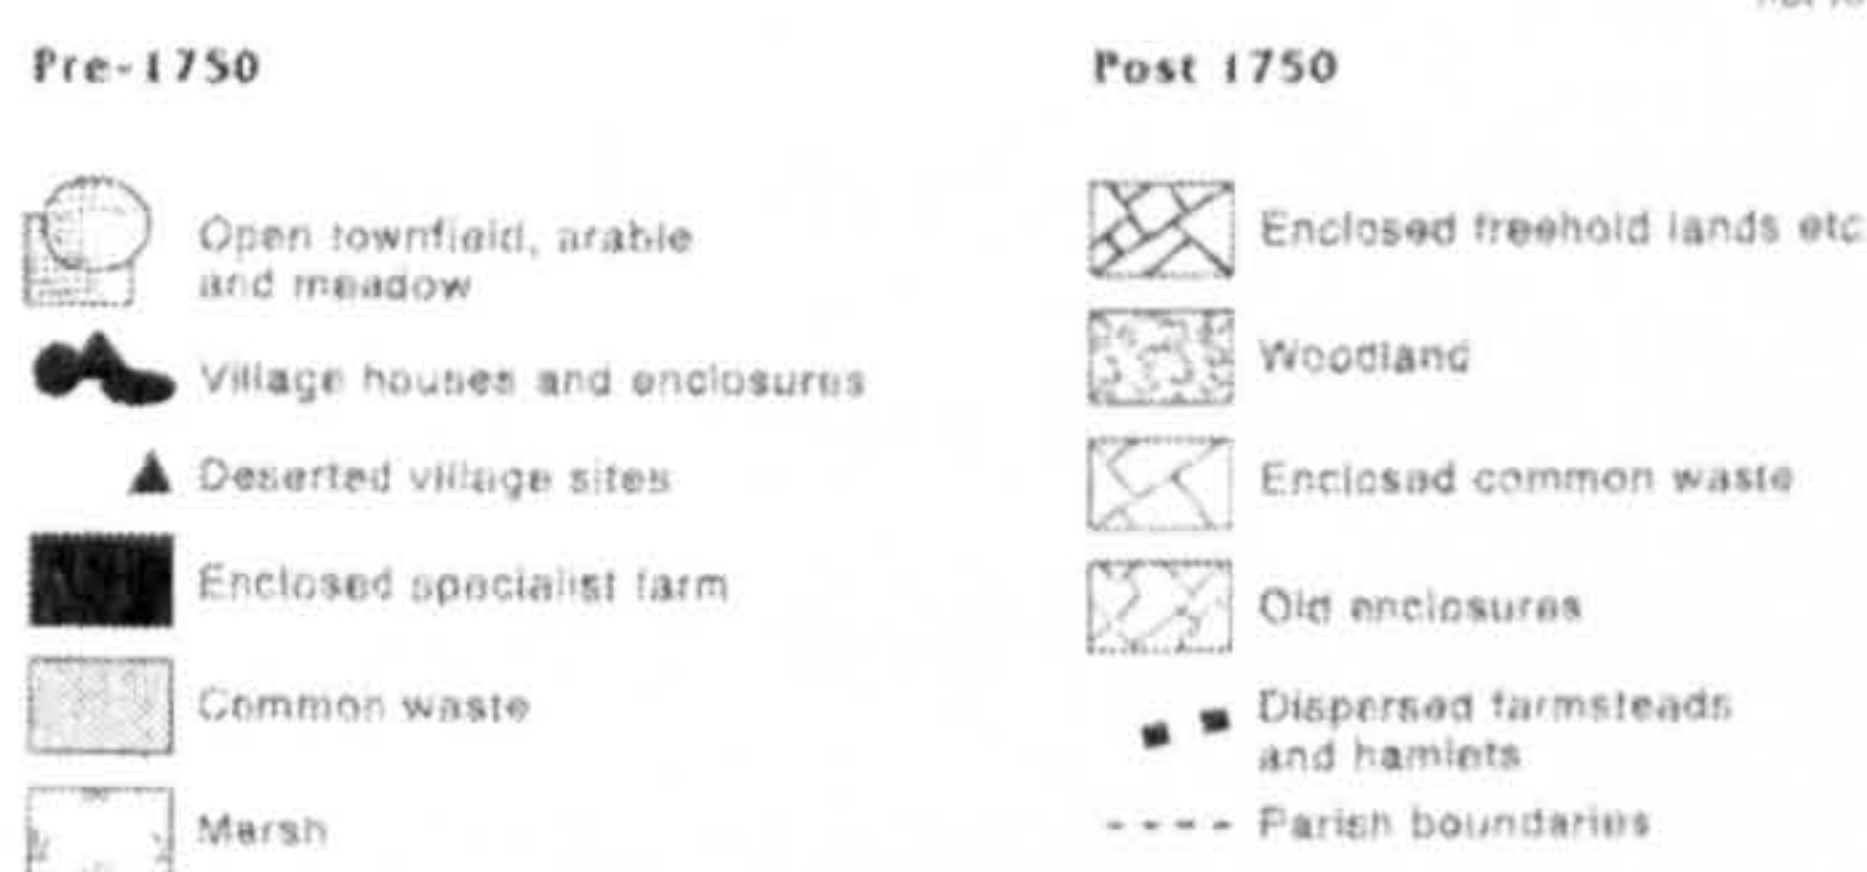 Pre-1750
Open townfield, arable
and meadow
Village houses and enclosures
Deserted village sites
Enclosed specialist farm
Common waste
Marsh
Post 1750
Enclosed freehold lands etc
Woodland
Enclosed common waste
Old enclosures
Dispersed farmsteads
and hamlets
Parish boundaries